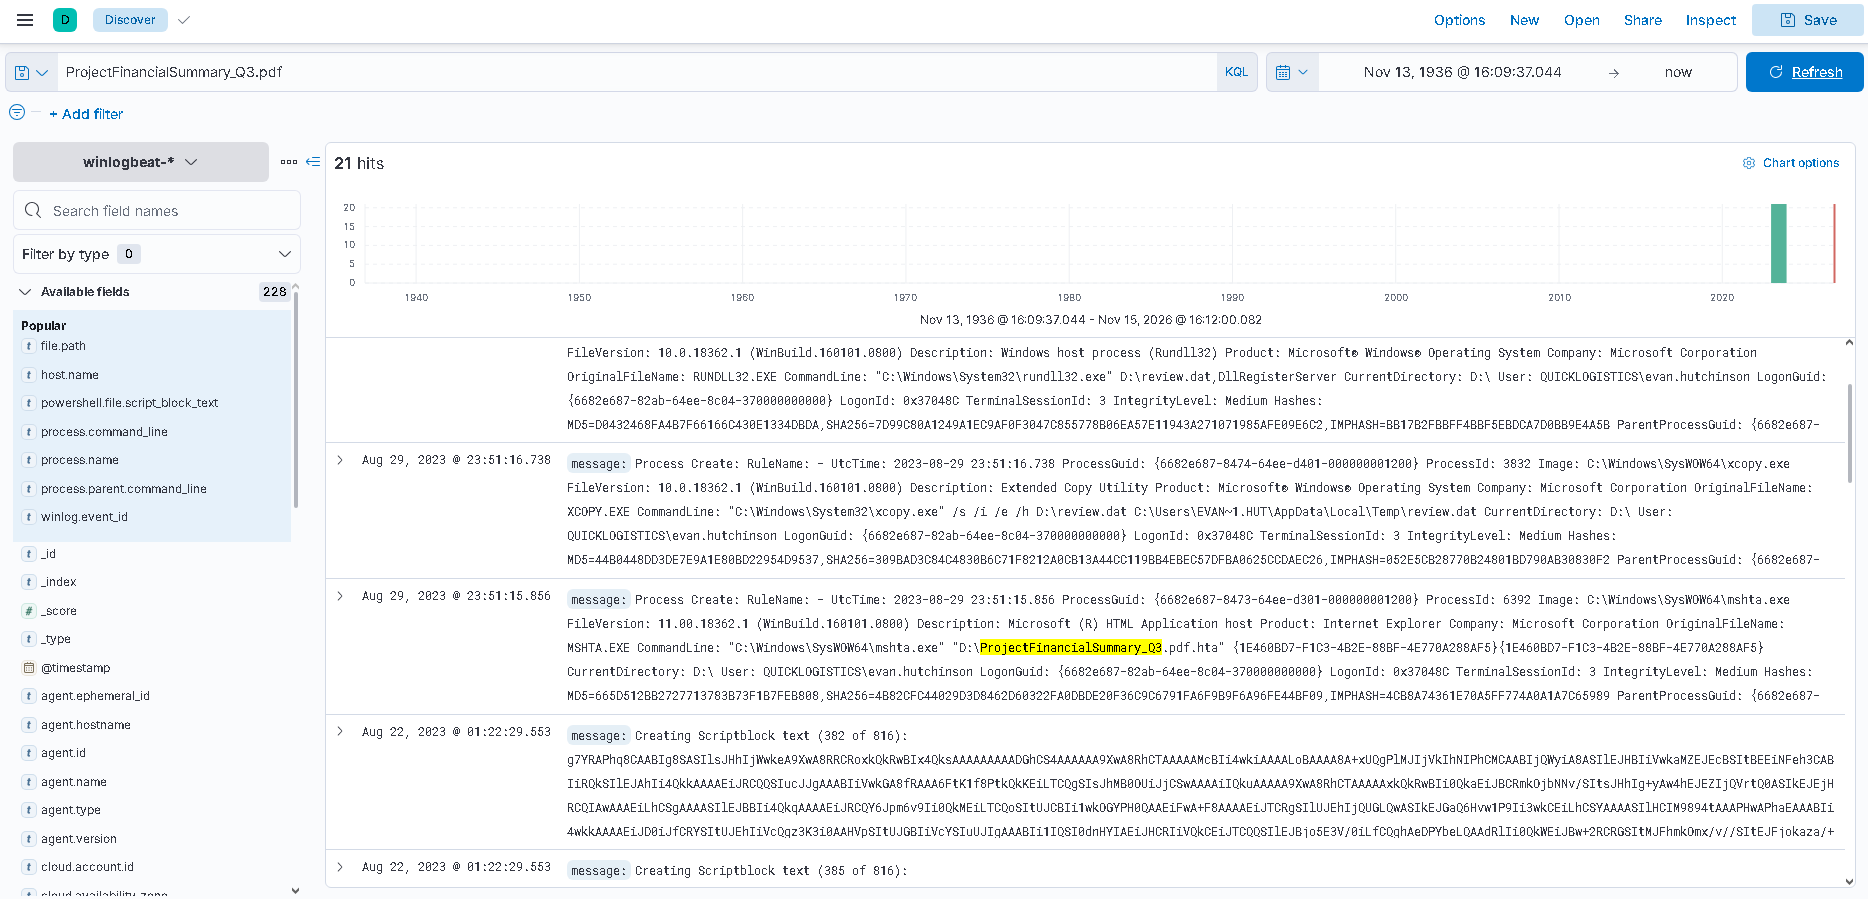 D Discover Options New Open Share Inspect Save
ProjectFinancialSummary_Q3.pdf KQL Nov 13, 1936 @ 16:09:37.044 → now Refresh
+ Add filter
winlogbeat-*
Search field names
Filter by type 0
Available fields 228
Popular
t file.path
t host.name
t powershell.file.script_block_text
t process.command_line
t process.name
t process.parent.command_line
t winlog.event_id
t _id
t _index
# _score
t _type
@timestamp
t agent.ephemeral_id
t agent.hostname
t agent.id
t agent.name
t agent.type
t agent.version
t cloud.account.id
t cloud.availability_zone
21 hits Chart options
20
15
10
5
0
1940 1950 1960 1970 1980 1990 2000 2010 2020
Nov 13, 1936 @ 16:09:37.044 - Nov 15, 2026 @ 16:12:00.082
FileVersion: 10.0.18362.1 (WinBuild.160101.0800) Description: Windows host process (Rundll32) Product: Microsoft® Windows® Operating System Company: Microsoft Corporation
OriginalFileName: RUNDLL32.EXE CommandLine: "C:\Windows\System32\rundll32.exe" D:\review.dat,DllRegisterServer CurrentDirectory: D:\ User: QUICKLOGISTICS\evan.hutchinson LogonGuid:
{6682e687-82ab-64ee-8c04-370000000000} LogonId: 0x37048C TerminalSessionId: 3 IntegrityLevel: Medium Hashes:
MD5=D0432468FA4B7F66166C430E1334DBDA,SHA256=7D99C80A1249A1EC9AF0F3047C855778B06EA57E11943A271071985AFE09E6C2,IMPHASH=BB17B2FBBFF4BBF5EBDCA7D0BB9E4A5B ParentProcessGuid: {6682e687-
Aug 29, 2023 @ 23:51:16.738 message: Process Create: RuleName: - UtcTime: 2023-08-29 23:51:16.738 ProcessGuid: {6682e687-8474-64ee-d401-000000001200} ProcessId: 3832 Image: C:\Windows\SysWOW64\xcopy.exe
FileVersion: 10.0.18362.1 (WinBuild.160101.0800) Description: Extended Copy Utility Product: Microsoft® Windows® Operating System Company: Microsoft Corporation OriginalFileName:
XCOPY.EXE CommandLine: "C:\Windows\System32\xcopy.exe" /s /i /e /h D:\review.dat C:\Users\EVAN~1.HUT\AppData\Local\Temp\review.dat CurrentDirectory: D:\ User:
QUICKLOGISTICS\evan.hutchinson LogonGuid: {6682e687-82ab-64ee-8c04-370000000000} LogonId: 0x37048C TerminalSessionId: 3 IntegrityLevel: Medium Hashes:
MD5=44B0448DD3DE7E9A1E80BD22954D9537,SHA256=309BAD3C84C4830B6C71F8212A0CB13A44CC119BB4EBEC57DFBA0625CCDAEC26,IMPHASH=052E5CB28770B24801BD790AB30830F2 ParentProcessGuid: {6682e687-
Aug 29, 2023 @ 23:51:15.856 message: Process Create: RuleName: - UtcTime: 2023-08-29 23:51:15.856 ProcessGuid: {6682e687-8473-64ee-d301-000000001200} ProcessId: 6392 Image: C:\Windows\SysWOW64\mshta.exe
FileVersion: 11.00.18362.1 (WinBuild.160101.0800) Description: Microsoft (R) HTML Application host Product: Internet Explorer Company: Microsoft Corporation OriginalFileName:
MSHTA.EXE CommandLine: "C:\Windows\SysWOW64\mshta.exe" "D:\ProjectFinancialSummary_Q3.pdf.hta" {1E460BD7-F1C3-4B2E-88BF-4E770A288AF5}{1E460BD7-F1C3-4B2E-88BF-4E770A288AF5}
CurrentDirectory: D:\ User: QUICKLOGISTICS\evan.hutchinson LogonGuid: {6682e687-82ab-64ee-8c04-370000000000} LogonId: 0x37048C TerminalSessionId: 3 IntegrityLevel: Medium Hashes:
MD5=665D512BB2727713783B73F1B7FEB808,SHA256=4B82CFC44029D3D8462D60322FA0DBDE20F36C9C6791FA6F9B9F6A96FE44BF09,IMPHASH=4CB8A74361E70A5FF774A0A1A7C65989 ParentProcessGuid: {6682e687-
Aug 22, 2023 @ 01:22:29.553 message: Creating Scriptblock text (382 of 816):
Aug 22, 2023 @ 01:22:29.553 message: Creating Scriptblock text (385 of 816):